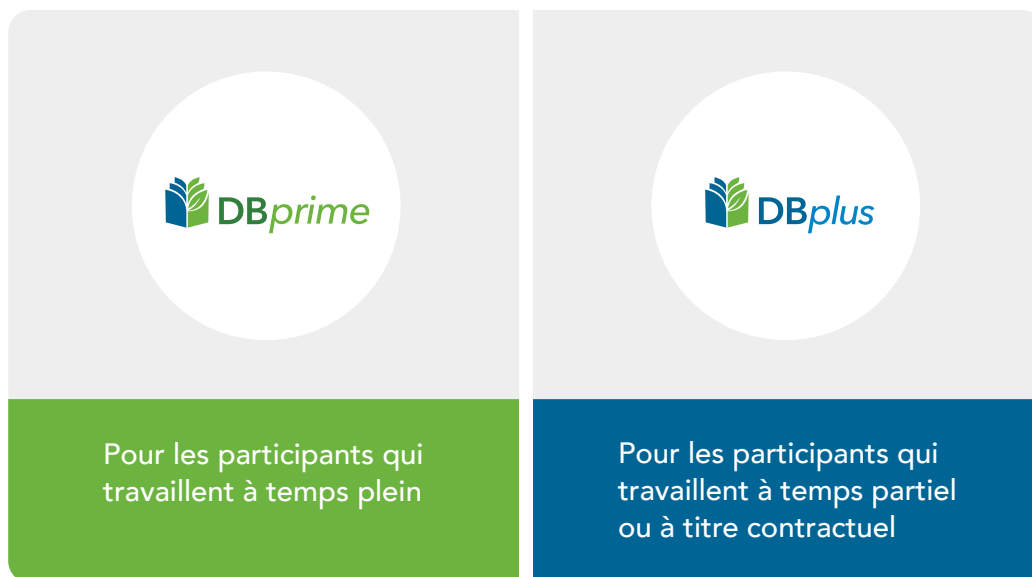 DBprime
Pour les participants qui
travaillent à temps plein
DBplus
Pour les participants qui
travaillent à temps partiel
ou à titre contractuel